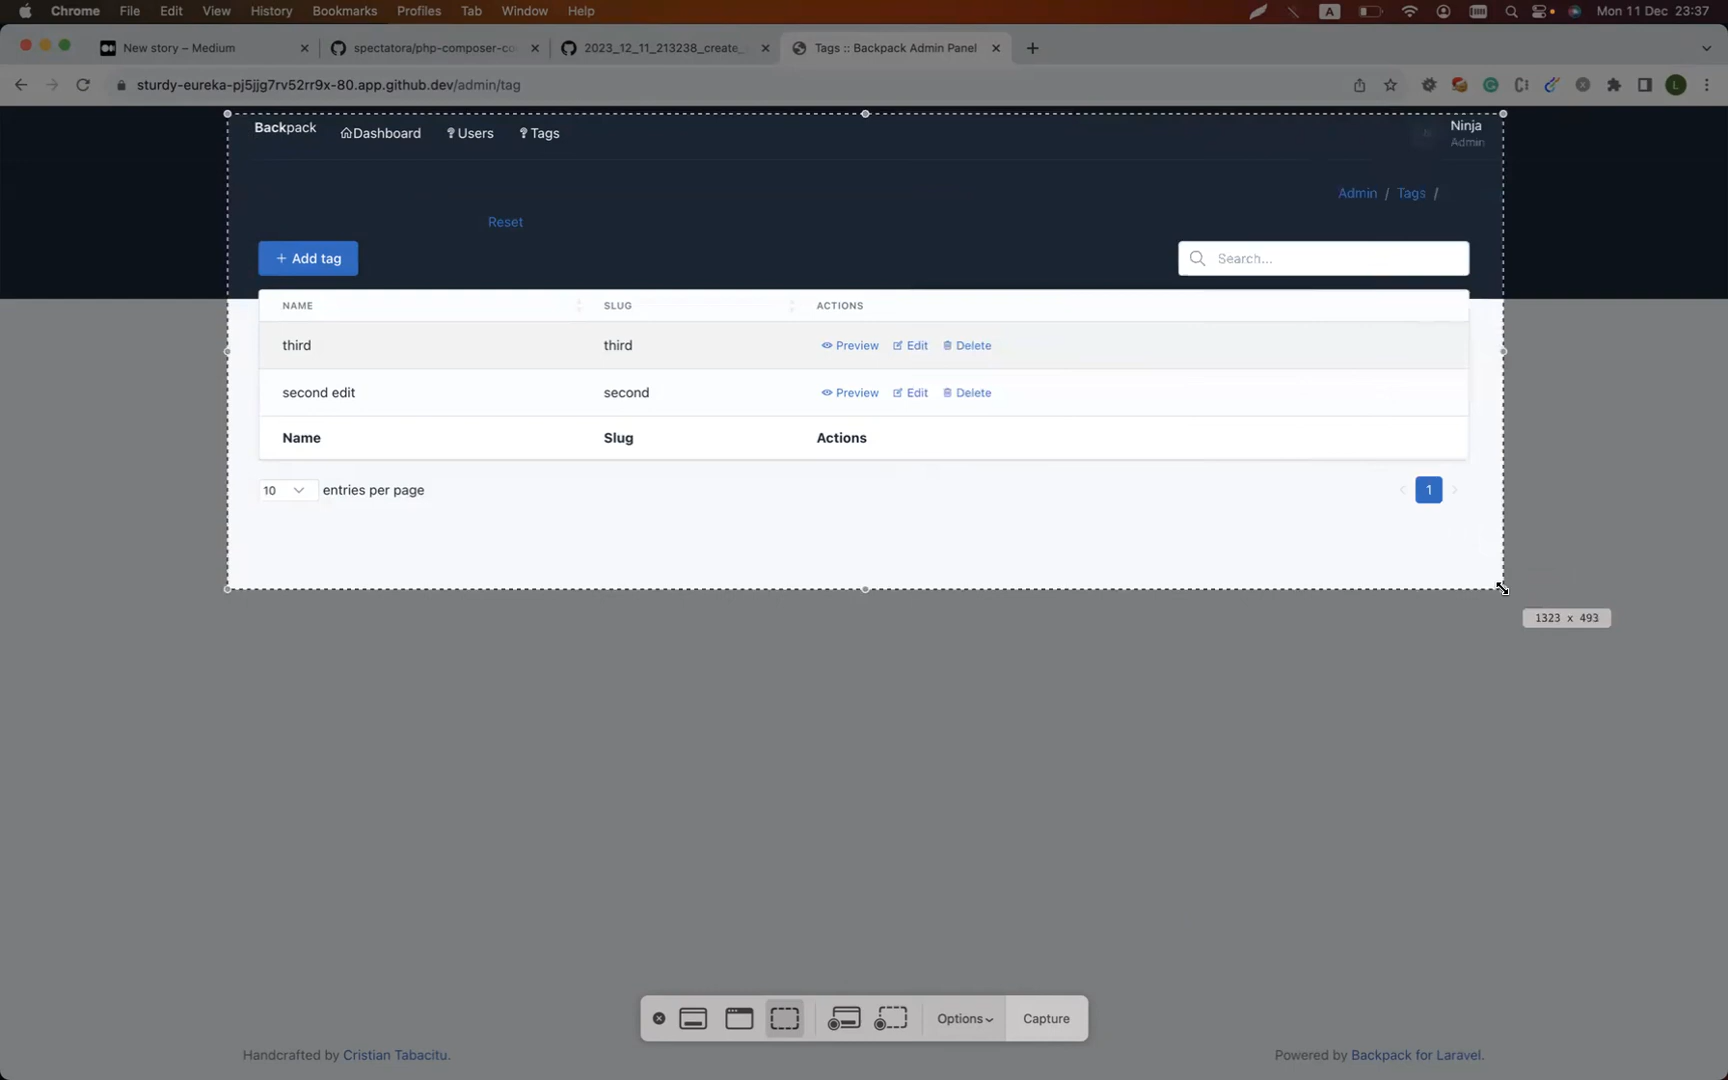 Chrome File Edit View History Bookmarks Profiles Tab Window Help A Mon 11 Dec 23:37
New story – Medium spectatora/php-composer-co 2023_12_11_213238_create_ Tags :: Backpack Admin Panel
sturdy-eureka-pj5jjg7rv52rr9x-80.app.github.dev/admin/tag L
Backpack Dashboard Users Tags Ninja
Admin
Admin / Tags /
Reset
+ Add tag Search...
NAME SLUG ACTIONS
third third Preview Edit Delete
second edit second Preview Edit Delete
Name Slug Actions
10 entries per page 1
1323 x 493
Options Capture
Handcrafted by Cristian Tabacitu. Powered by Backpack for Laravel.